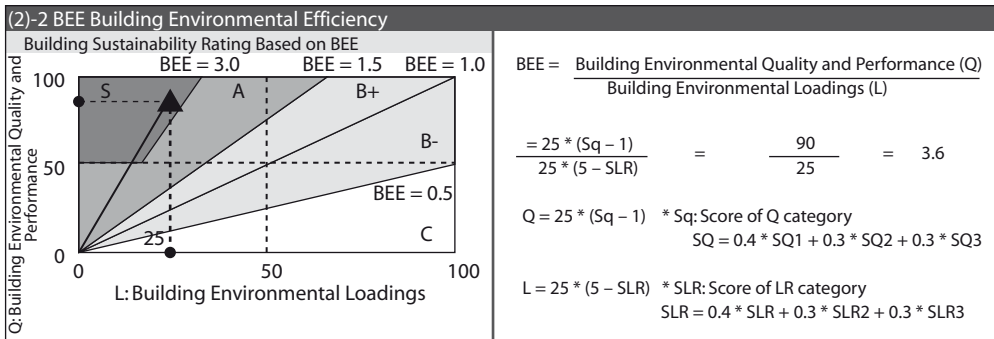 (2)-2 BEE Building Environmental Efficiency
Building Sustainability Rating Based on BEE
Q: Building Environmental Quality and
Performance
BEE = 3.0 BEE = 1.5 BEE = 1.0
100
S A B+
B-
50
BEE = 0.5
25 C
0
0 50 100
L: Building Environmental Loadings
BEE = Building Environmental Quality and Performance (Q)
Building Environmental Loadings (L)
= 25 * (Sq – 1) = 90 = 3.6
25 * (5 – SLR) 25
Q = 25 * (Sq – 1) * Sq: Score of Q category
SQ = 0.4 * SQ1 + 0.3 * SQ2 + 0.3 * SQ3
L = 25 * (5 – SLR) * SLR: Score of LR category
SLR = 0.4 * SLR + 0.3 * SLR2 + 0.3 * SLR3